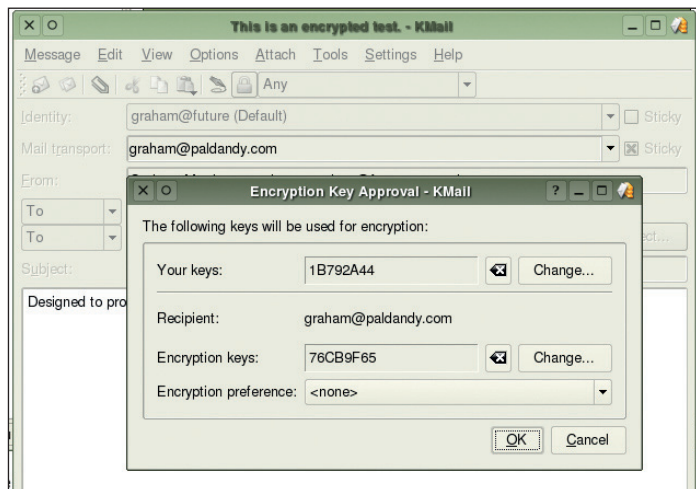 This is an encrypted test. - KMail
Message Edit View Options Attach Tools Settings Help
Any
Identity: graham@future (Default) Sticky
Mail transport: graham@paldandy.com Sticky
From:
To
To
Subject:
Encryption Key Approval - KMail
The following keys will be used for encryption:
Your keys: 1B792A44 Change...
Recipient: graham@paldandy.com
Encryption keys: 76CB9F65 Change...
Encryption preference: <none>
OK Cancel
Designed to pro